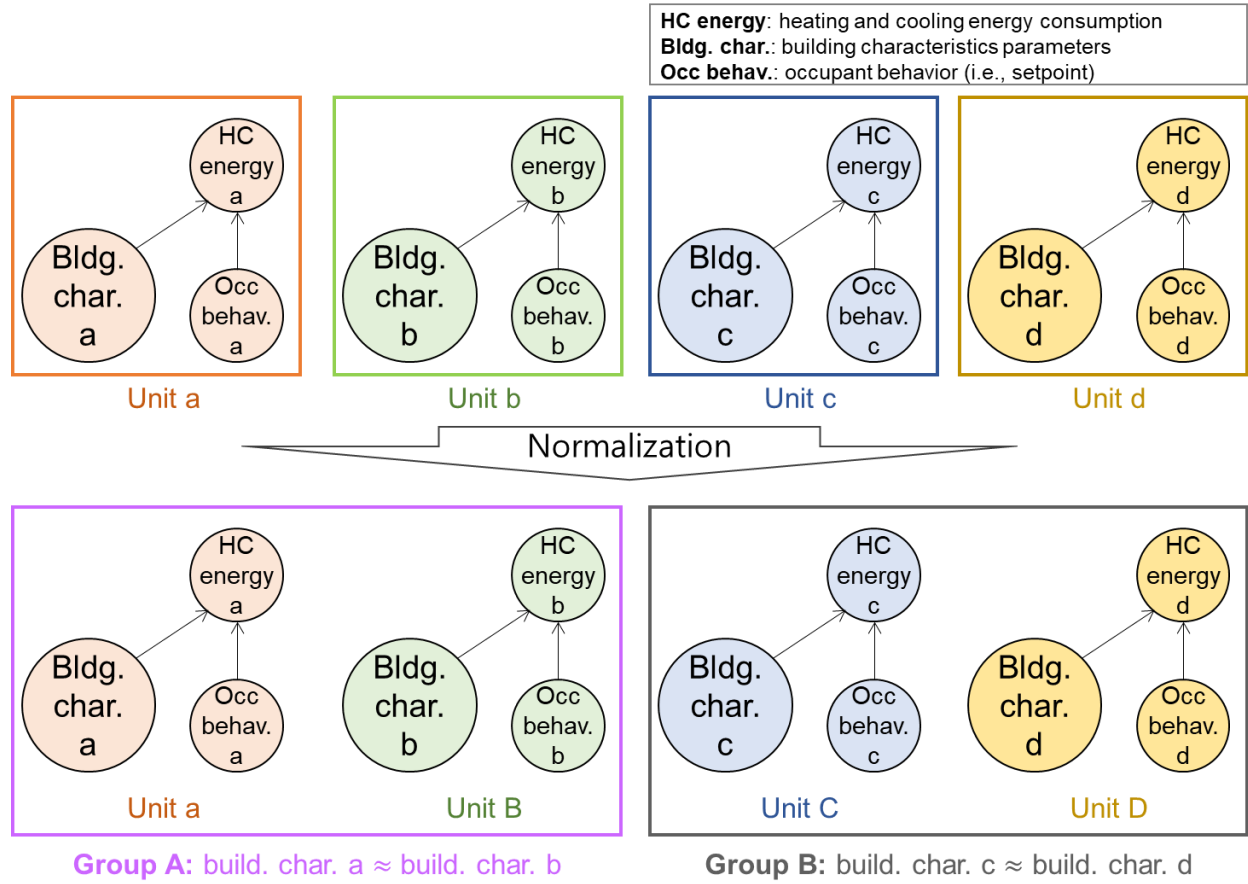 HC energy: heating and cooling energy consumption
Bldg. char.: building characteristics parameters
Occ behav.: occupant behavior (i.e., setpoint)
HC
energy
a
Bldg.
char.
a
Occ
behav.
a
Unit a
HC
energy
b
Bldg.
char.
b
Occ
behav.
b
Unit b
HC
energy
c
Bldg.
char.
c
Occ
behav.
c
Unit c
HC
energy
d
Bldg.
char.
d
Occ
behav.
d
Unit d
Normalization
HC
energy
a
Bldg.
char.
a
Occ
behav.
a
Unit a
HC
energy
b
Bldg.
char.
b
Occ
behav.
b
Unit B
HC
energy
c
Bldg.
char.
c
Occ
behav.
c
Unit C
HC
energy
d
Bldg.
char.
d
Occ
behav.
d
Unit D
Group A: build. char. a ≈ build. char. b
Group B: build. char. c ≈ build. char. d